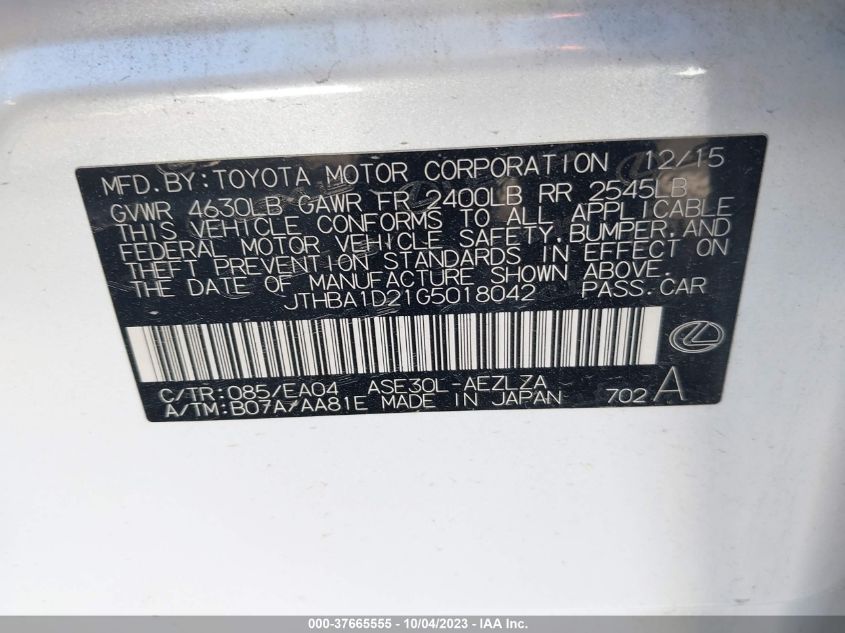 MFD. BY: TOYOTA MOTOR CORPORATION 12/15
GVWR 4630LB GAWR FR 2400LB RR 2545LB
THIS VEHICLE CONFORMS TO ALL APPLICABLE
FEDERAL MOTOR VEHICLE SAFETY, BUMPER, AND
THEFT PREVENTION STANDARDS IN EFFECT ON
THE DATE OF MANUFACTURE SHOWN ABOVE.
JTHBA1D21G5018042 PASS. CAR
C/TR: 085/EA04 ASE30L-AEZLZA
A/TM: B07A/AA81E MADE IN JAPAN 702 A
000-37665555 - 10/04/2023 - IAA Inc.